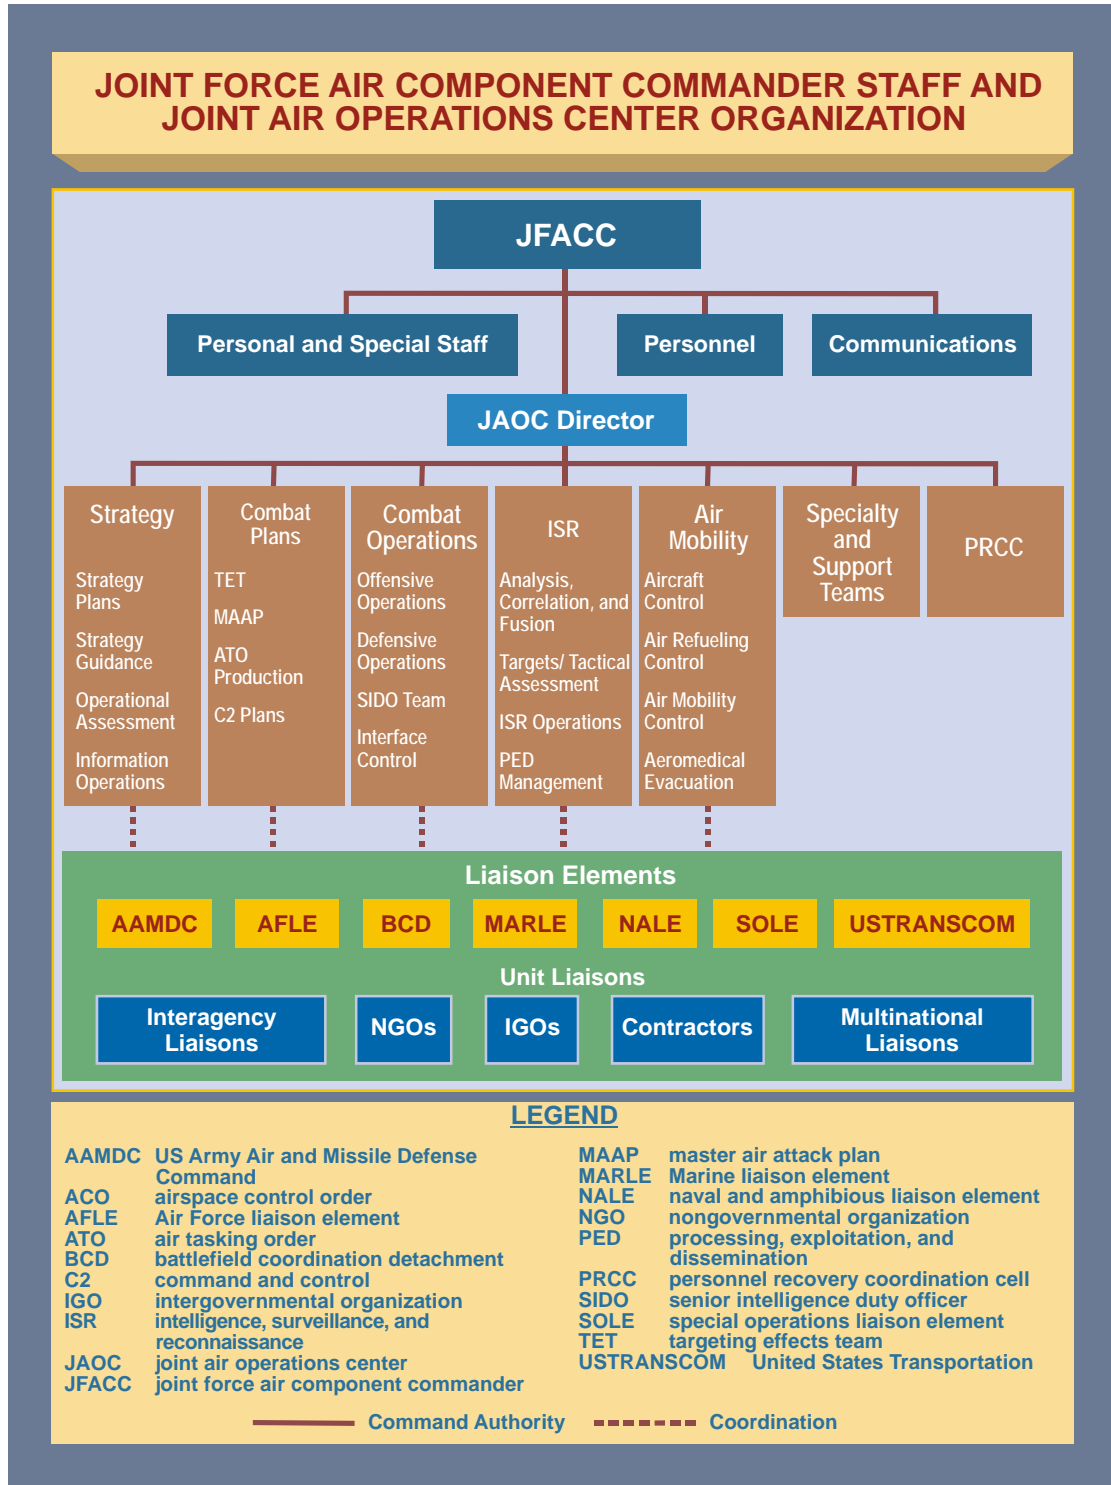 JOINT FORCE AIR COMPONENT COMMANDER STAFF AND
JOINT AIR OPERATIONS CENTER ORGANIZATION
JFACC
Personal and Special Staff
Personnel
Communications
JAOC Director
Strategy
Strategy
Plans
Strategy
Guidance
Operational
Assessment
Information
Operations
Combat
Plans
TET
MAAP
ATO
Production
C2 Plans
Combat
Operations
Offensive
Operations
Defensive
Operations
SIDO Team
Interface
Control
ISR
Analysis,
Correlation, and
Fusion
Targets/ Tactical
Assessment
ISR Operations
PED
Management
Air
Mobility
Aircraft
Control
Air Refueling
Control
Air Mobility
Control
Aeromedical
Evacuation
Specialty
and
Support
Teams
PRCC
Liaison Elements
AAMDC
AFLE
BCD
MARLE
NALE
SOLE
USTRANSCOM
Unit Liaisons
Interagency
Liaisons
NGOs
IGOs
Contractors
Multinational
Liaisons
LEGEND
AAMDC US Army Air and Missile Defense
Command
ACO airspace control order
AFLE Air Force liaison element
ATO air tasking order
BCD battlefield coordination detachment
C2 command and control
IGO intergovernmental organization
ISR intelligence, surveillance, and
reconnaissance
JAOC joint air operations center
JFACC joint force air component commander
MAAP master air attack plan
MARLE Marine liaison element
NALE naval and amphibious liaison element
NGO nongovernmental organization
PED processing, exploitation, and
dissemination
PRCC personnel recovery coordination cell
SIDO senior intelligence duty officer
SOLE special operations liaison element
TET targeting effects team
USTRANSCOM United States Transportation
Command Authority
Coordination